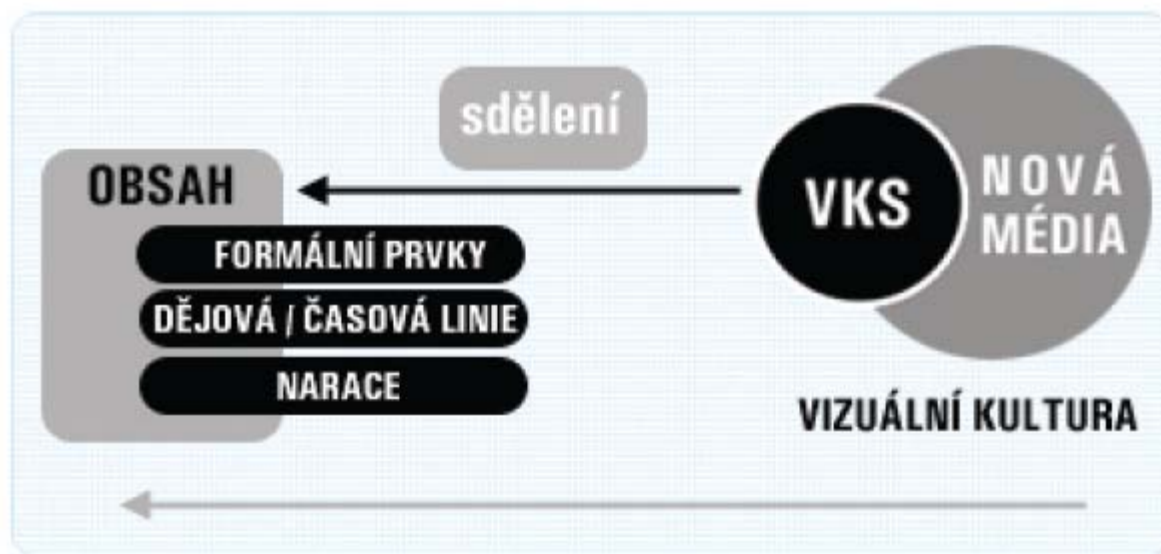 sdělení
OBSAH
FORMÁLNÍ PRVKY
DĚJOVÁ / ČASOVÁ LINIE
NARACE
VKS
NOVÁ
MÉDIA
VIZUÁLNÍ KULTURA